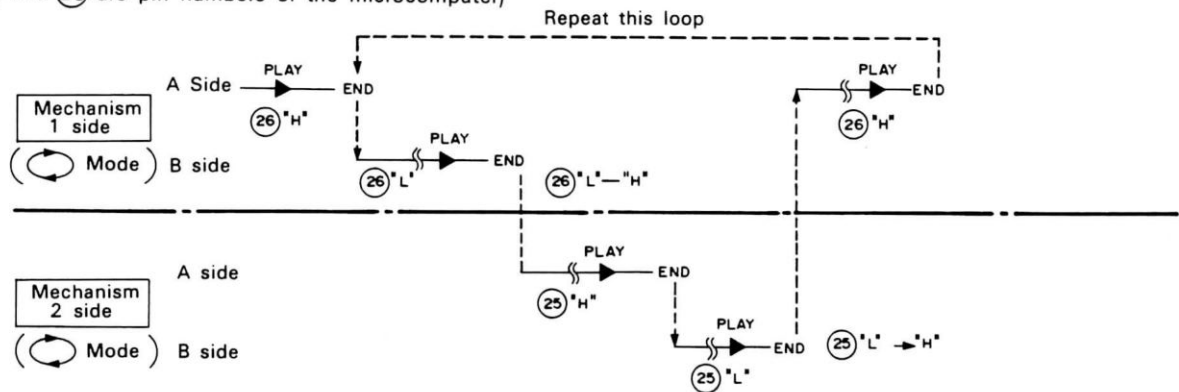 are pin numbers of the microcomputer)
Repeat this loop
PLAY
A Side
END
26 "H"
Mechanism
1 side
( Mode) B side
PLAY
END
26 "L"
26 "L" — "H"
PLAY
END
26 "H"
A side
PLAY
END
25 "H"
Mechanism
2 side
( Mode) B side
PLAY
END
25 "L"
25 "L" → "H"